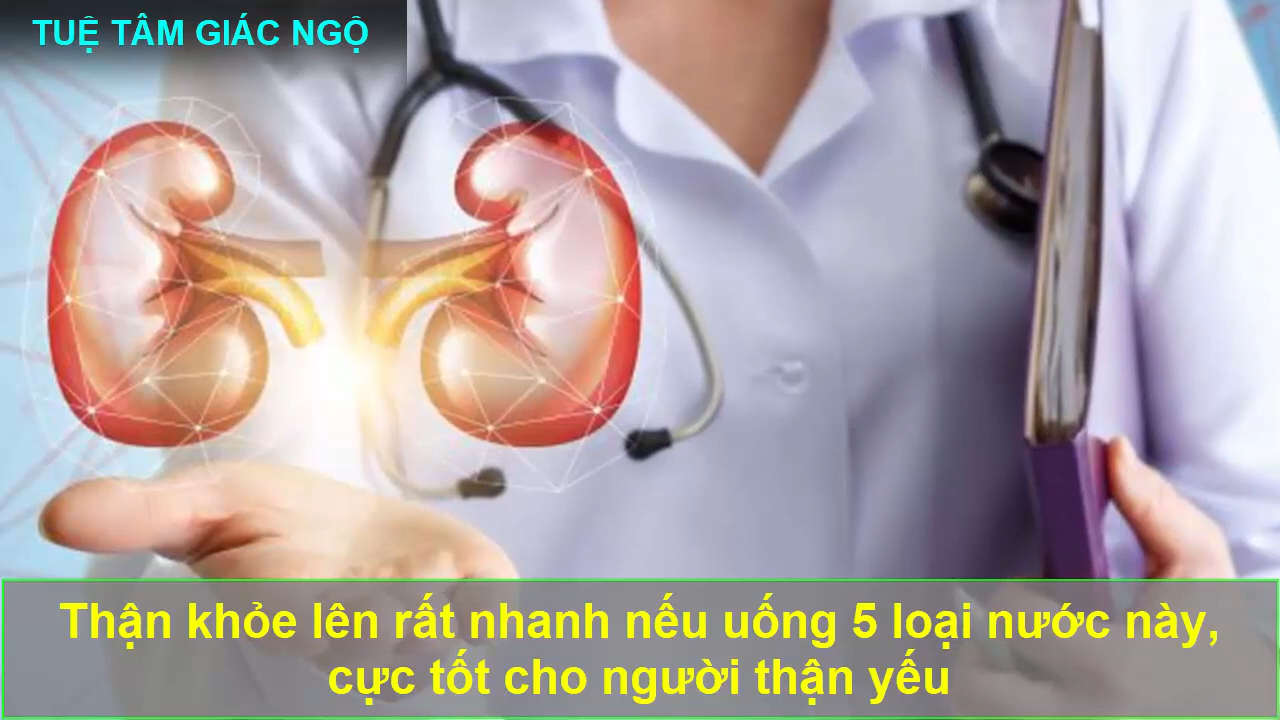 TUỆ TÂM GIÁC NGỘ
Thận khỏe lên rất nhanh nếu uống 5 loại nước này,
cực tốt cho người thận yếu